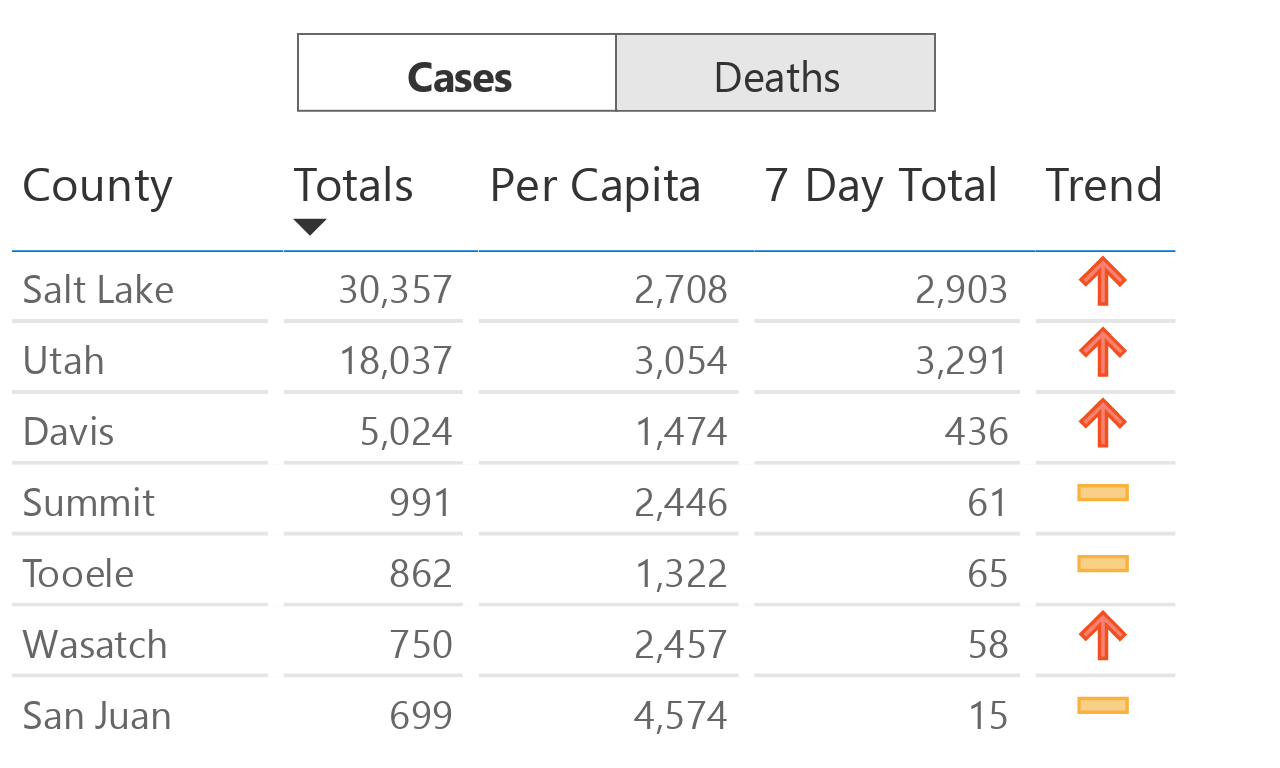 Cases Deaths
County Totals Per Capita 7 Day Total Trend
Salt Lake 30,357 2,708 2,903
Utah 18,037 3,054 3,291
Davis 5,024 1,474 436
Summit 991 2,446 61
Tooele 862 1,322 65
Wasatch 750 2,457 58
San Juan 699 4,574 15